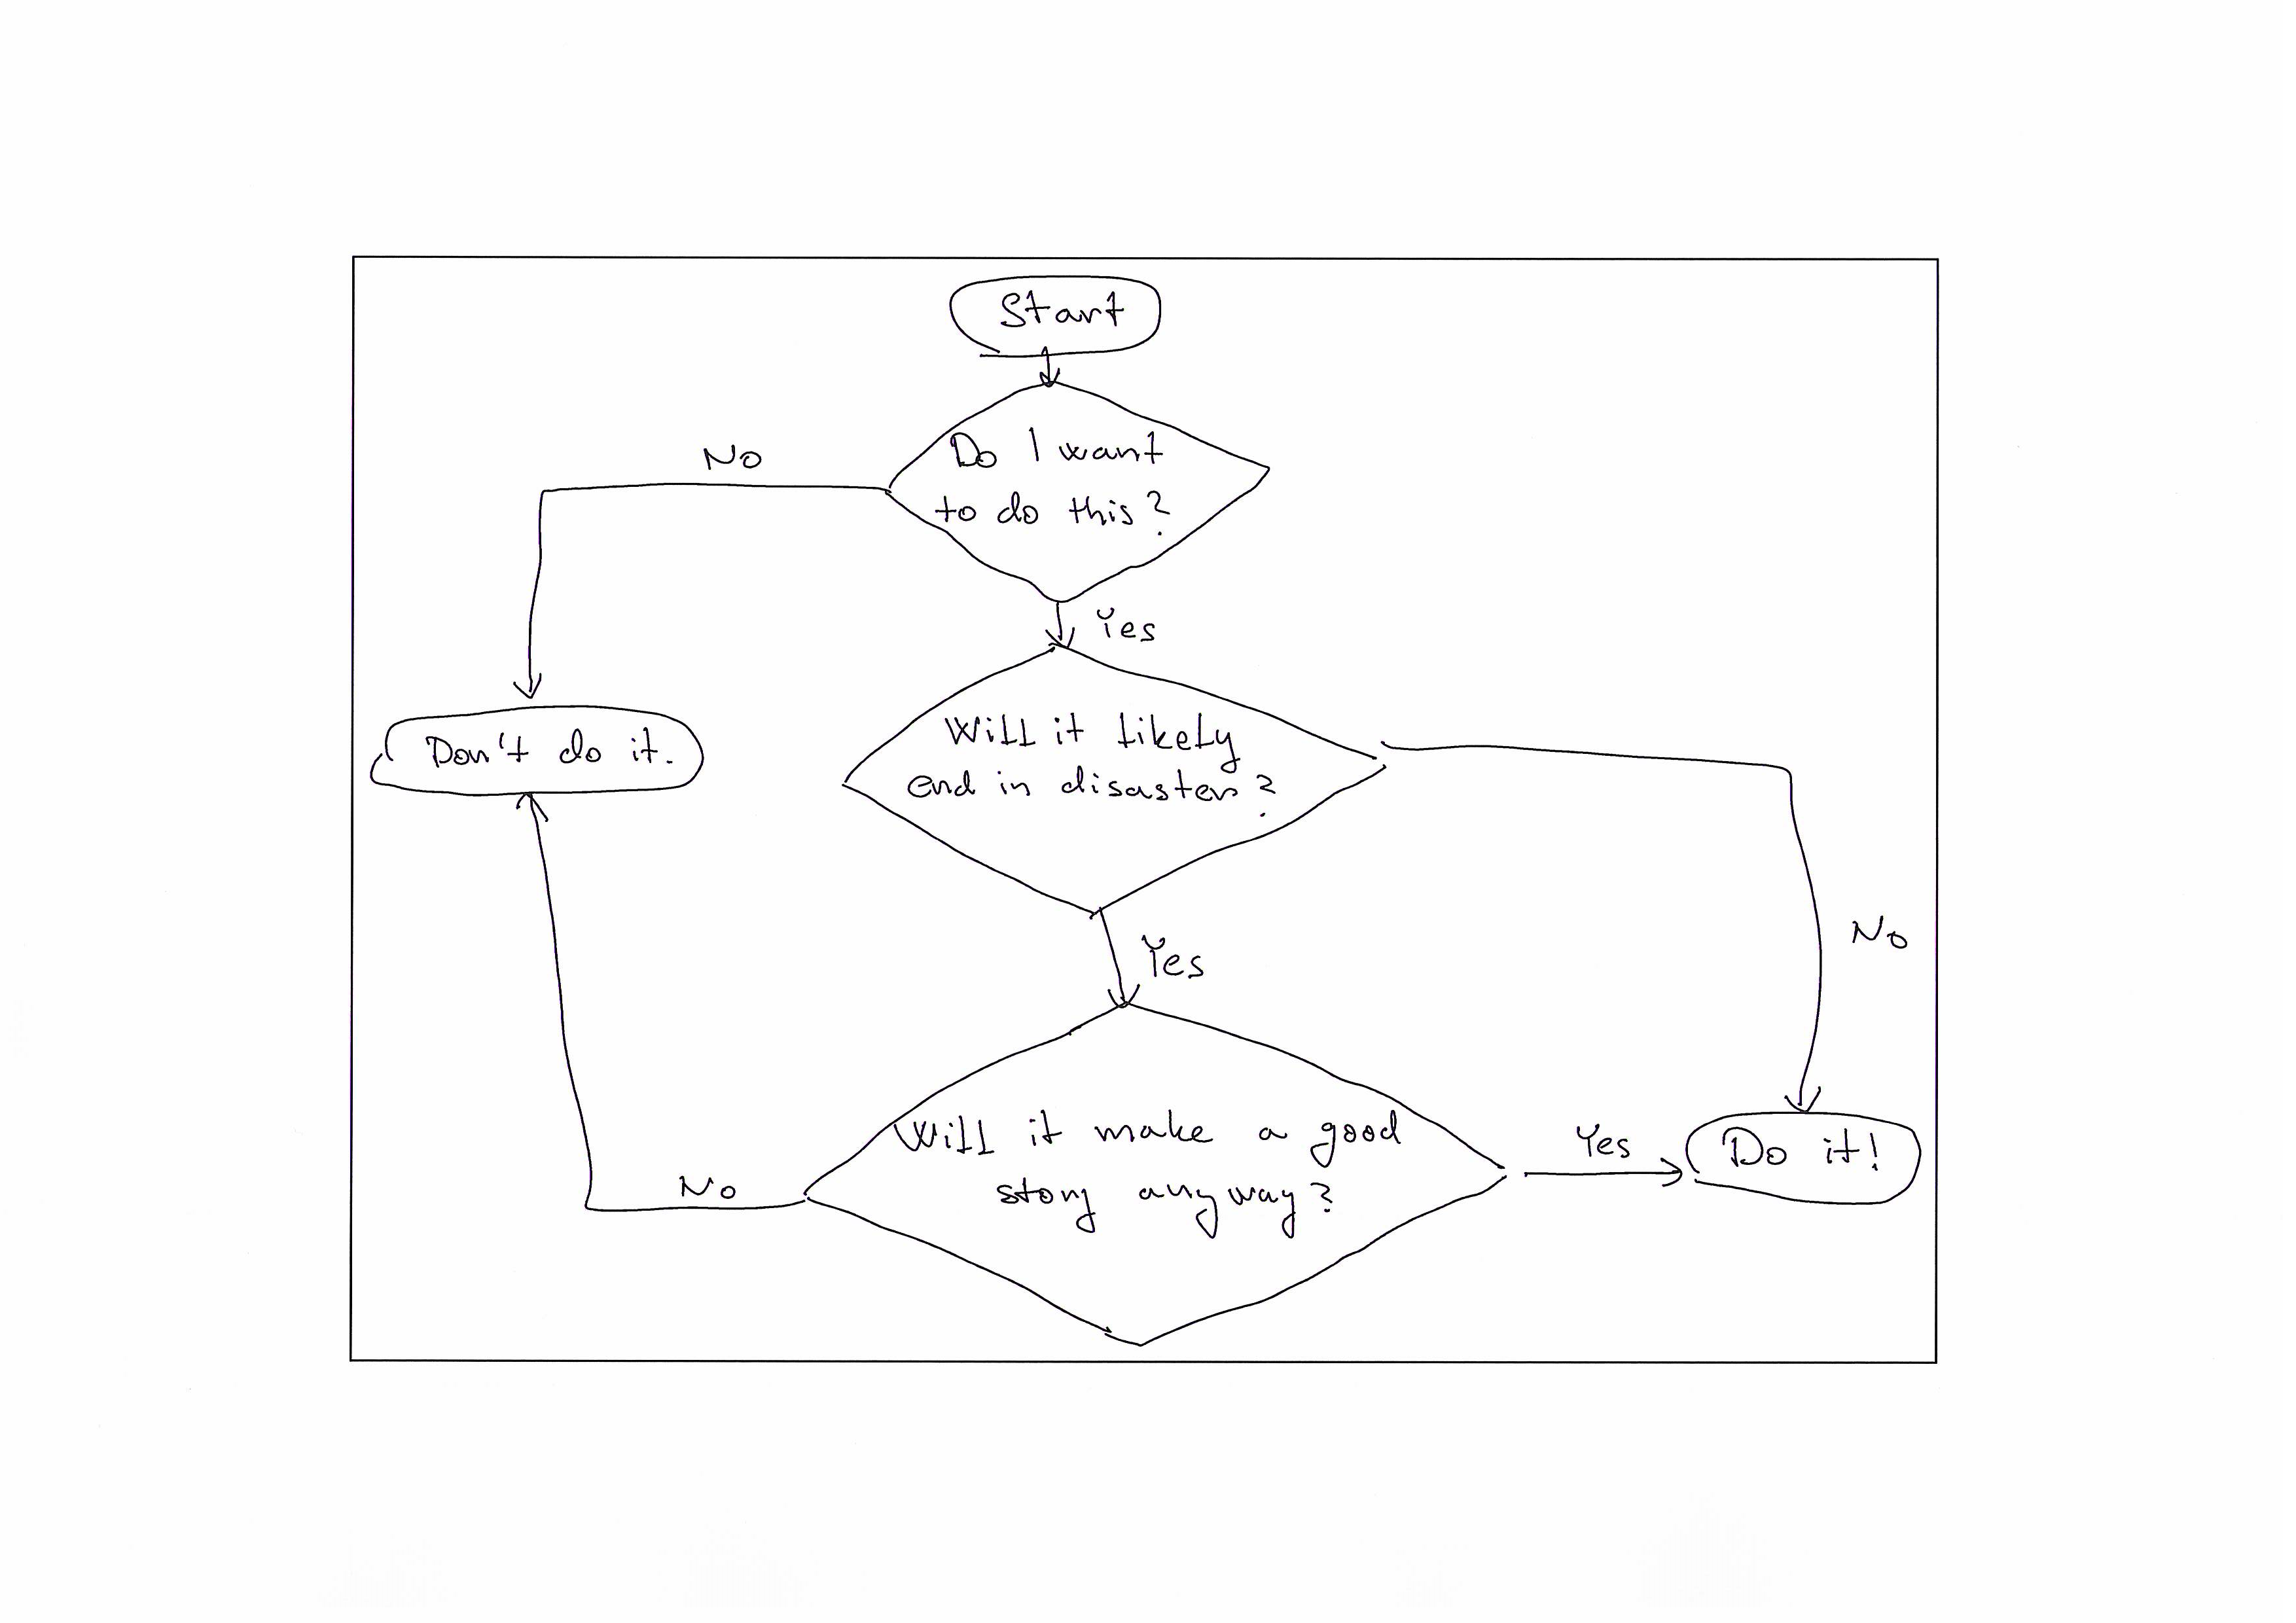 Start
Do I want
to do this?
No
Yes
Don't do it.
Will it likely
end in disaster?
No
Yes
Will it make a good
story anyway?
No
Yes
Do it!